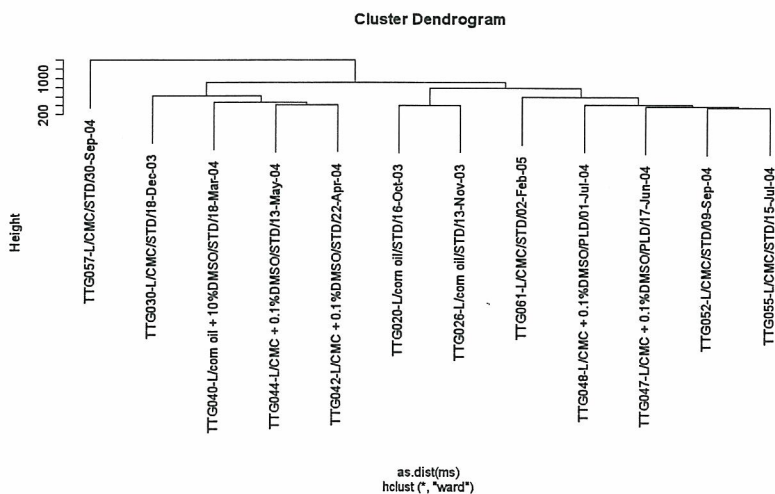 Cluster Dendrogram
Height
1000
200
TTG057-L/CMC/STD/30-Sep-04
TTG030-L/CMC/STD/18-Dec-03
TTG040-L/corn oil + 10%DMSO/STD/18-Mar-04
TTG044-L/CMC + 0.1%DMSO/STD/13-May-04
TTG042-L/CMC + 0.1%DMSO/STD/22-Apr-04
TTG020-L/corn oil/STD/16-Oct-03
TTG026-L/corn oil/STD/13-Nov-03
TTG061-L/CMC/STD/02-Feb-05
TTG048-L/CMC + 0.1%DMSO/PLD/01-Jul-04
TTG047-L/CMC + 0.1%DMSO/PLD/17-Jun-04
TTG052-L/CMC/STD/09-Sep-04
TTG055-L/CMC/STD/15-Jul-04
as.dist(ms)
hclust (*, "ward")